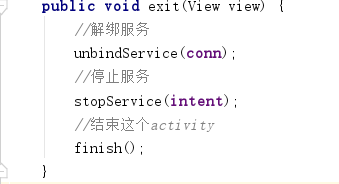 public void exit(View view) {
//解绑服务
unbindService(conn);
//停止服务
stopService(intent);
//结束这个activity
finish();
}